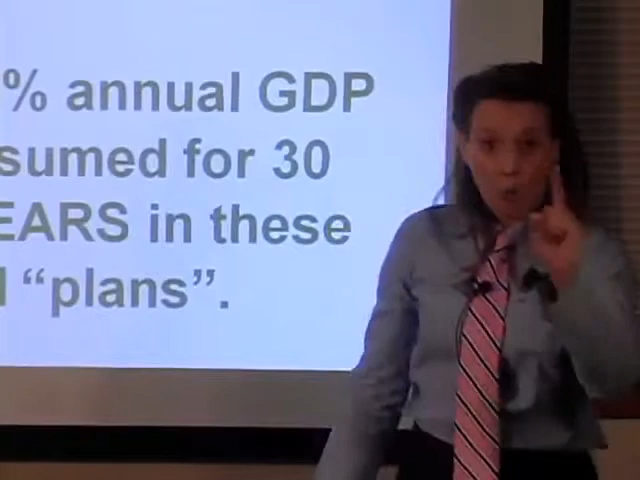 % annual GDP
sumed for 30
EARS in these
“plans”.